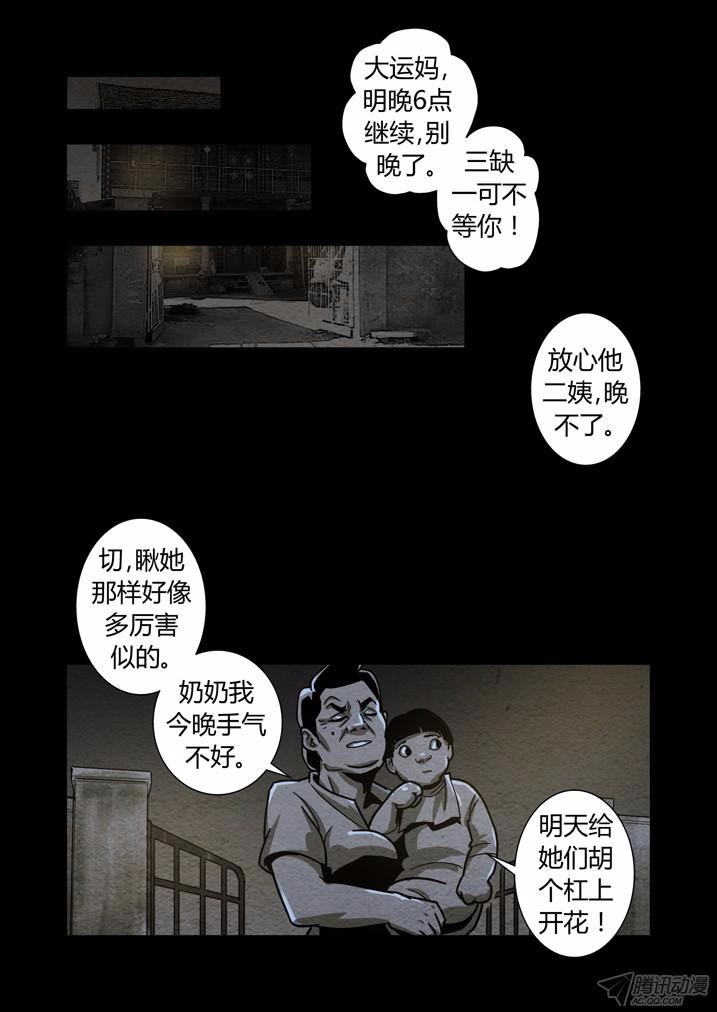 大运妈，
明晚6点
继续，别
晚了。
三缺
一可不
等你！
放心他
二姨，晚
不了。
切，瞅她
那样好像
多厉害
似的。
奶奶我
今晚手气
不好。
明天给
她们胡
个杠上
开花！
腾讯动漫
AC.QQ.COM